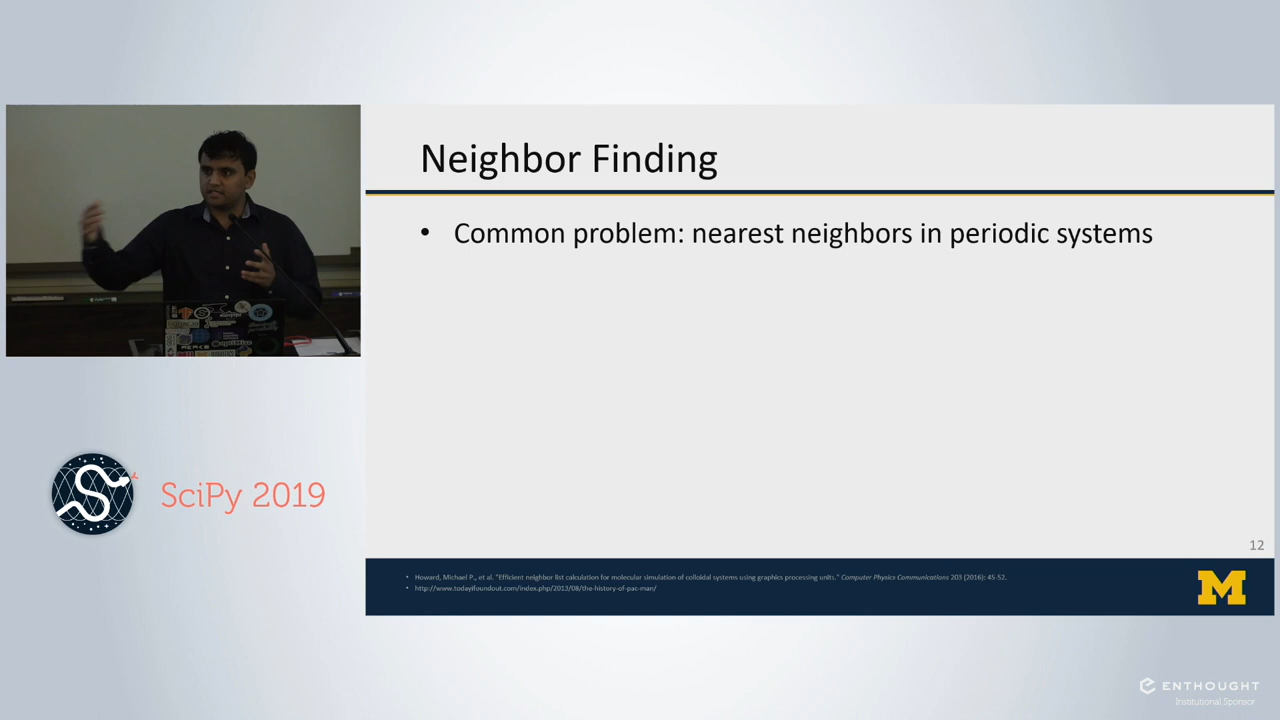 Neighbor Finding
• Common problem: nearest neighbors in periodic systems
12
• Howard, Michael P., et al. "Efficient neighbor list calculation for molecular simulation of colloidal systems using graphics processing units." Computer Physics Communications 203 (2016): 45-52.
• http://www.todayifoundout.com/index.php/2013/08/the-history-of-pac-man/
M
SciPy 2019
ENTHOUGHT
Institutional Sponsor